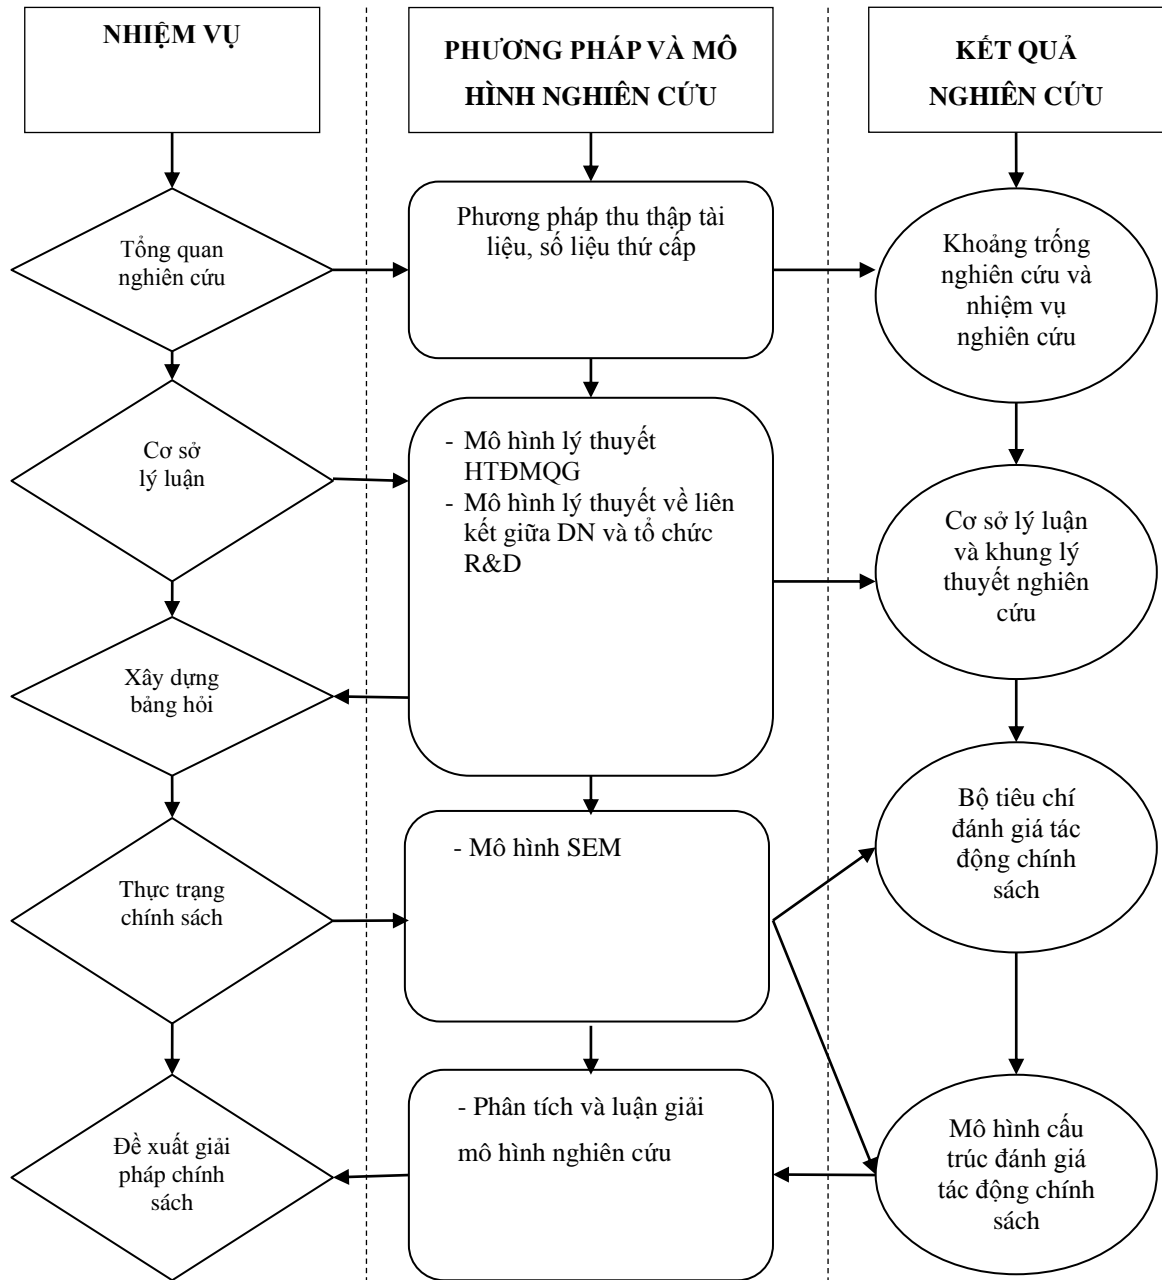 NHIỆM VỤ
PHƯƠNG PHÁP VÀ MÔ
HÌNH NGHIÊN CỨU
KẾT QUẢ
NGHIÊN CỨU
Tổng quan
nghiên cứu
Phương pháp thu thập tài
liệu, số liệu thứ cấp
Khoảng trống
nghiên cứu và
nhiệm vụ
nghiên cứu
Cơ sở
lý luận
- Mô hình lý thuyết
HTĐMQG
- Mô hình lý thuyết về liên
kết giữa DN và tổ chức
R&D
Cơ sở lý luận
và khung lý
thuyết nghiên
cứu
Xây dựng
bảng hỏi
Thực trạng
chính sách
- Mô hình SEM
Bộ tiêu chí
đánh giá tác
động chính
sách
Đề xuất giải
pháp chính
sách
- Phân tích và luận giải
mô hình nghiên cứu
Mô hình cấu
trúc đánh giá
tác động chính
sách